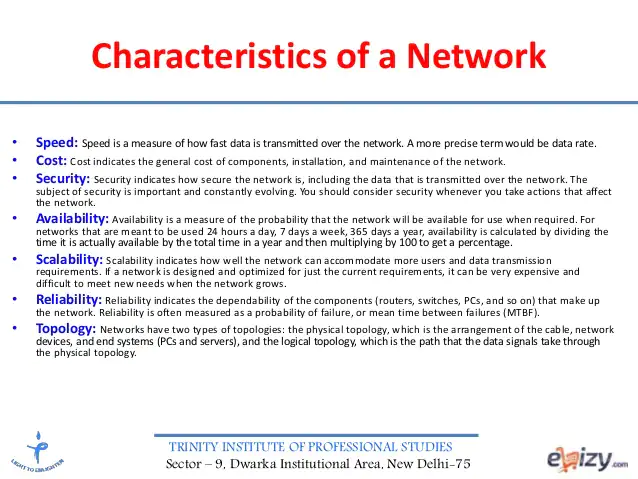 Characteristics of a Network
• Speed: Speed is a measure of how fast data is transmitted over the network. A more precise term would be data rate.
• Cost: Cost indicates the general cost of components, installation, and maintenance of the network.
• Security: Security indicates how secure the network is, including the data that is transmitted over the network. The
subject of security is important and constantly evolving. You should consider security whenever you take actions that affect
the network.
• Availability: Availability is a measure of the probability that the network will be available for use when required. For
networks that are meant to be used 24 hours a day, 7 days a week, 365 days a year, availability is calculated by dividing the
time it is actually available by the total time in a year and then multiplying by 100 to get a percentage.
• Scalability: Scalability indicates how well the network can accommodate more users and data transmission
requirements. If a network is designed and optimized for just the current requirements, it can be very expensive and
difficult to meet new needs when the network grows.
• Reliability: Reliability indicates the dependability of the components (routers, switches, PCs, and so on) that make up
the network. Reliability is often measured as a probability of failure, or mean time between failures (MTBF).
• Topology: Networks have two types of topologies: the physical topology, which is the arrangement of the cable, network
devices, and end systems (PCs and servers), and the logical topology, which is the path that the data signals take through
the physical topology.
LIGHT TO ENLIGHTEN
TRINITY INSTITUTE OF PROFESSIONAL STUDIES
Sector – 9, Dwarka Institutional Area, New Delhi-75
.com